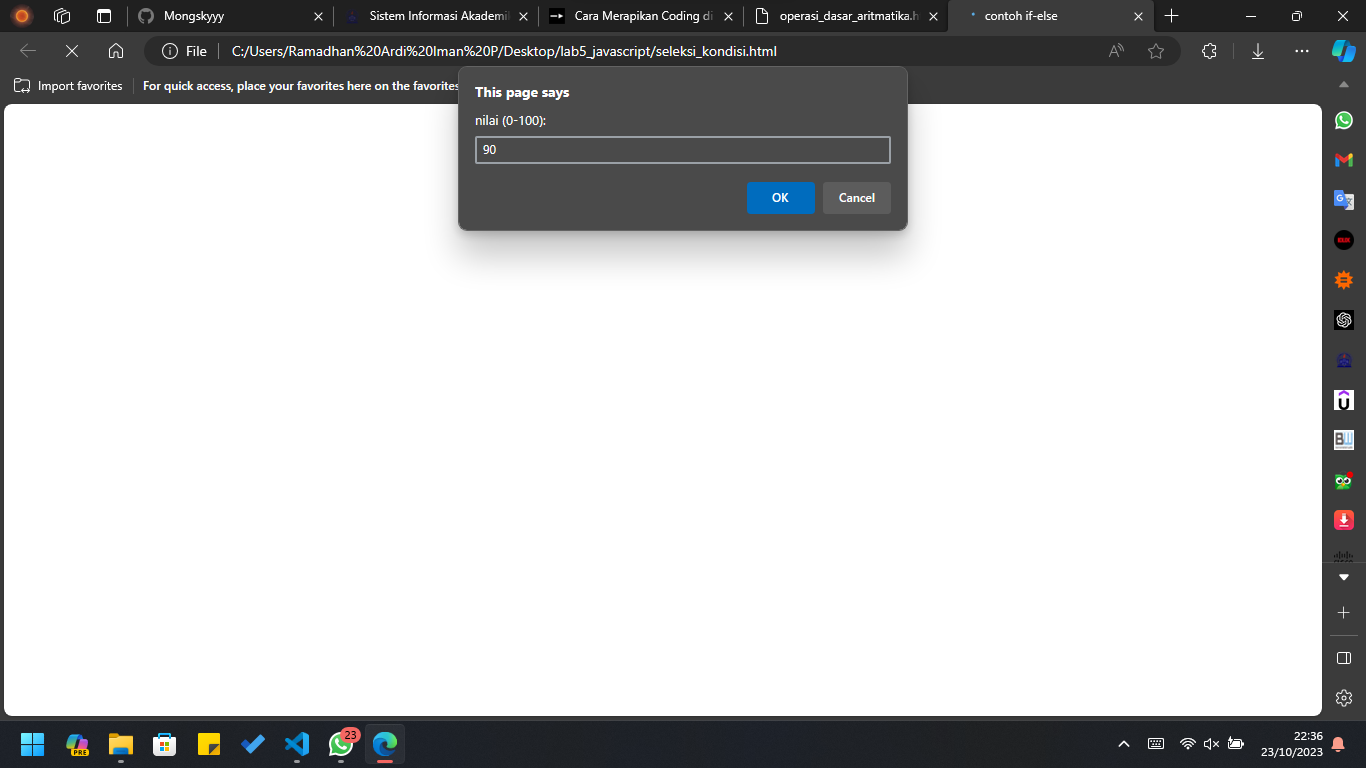 Mongskyyy
Sistem Informasi Akademi
Cara Merapikan Coding di
operasi_dasar_aritmatika.h
contoh if-else
File
C:/Users/Ramadhan%20Ardi%20Iman%20P/Desktop/lab5_javascript/seleksi_kondisi.html
Import favorites
For quick access, place your favorites here on the favorites
This page says
nilai (0-100):
90
OK
Cancel
PRE
23
22:36
23/10/2023